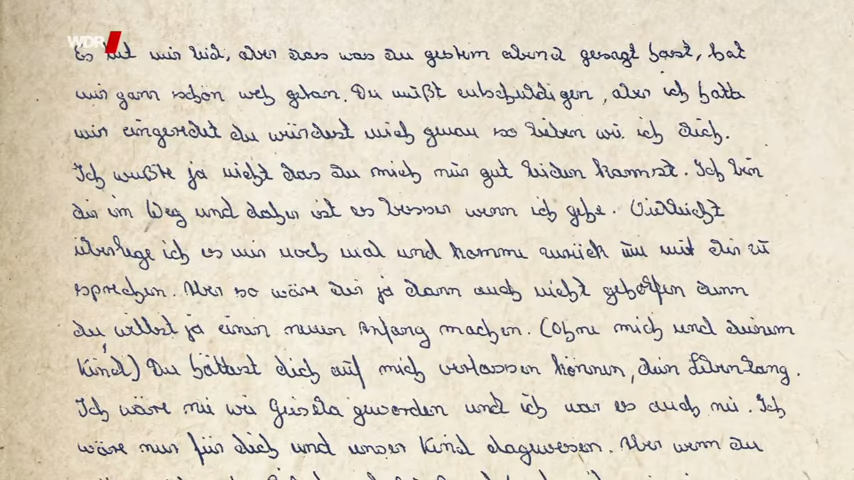 WDR
Es tut mir leid, aber das was du gestern abend gesagt hast, hat
mir ganz schön weh getan. Du mußt entschuldigen, aber ich hatte
mir eingeredet du würdest mich genau so lieben wie ich dich.
Ich wußte ja nicht das du mich nur gut leiden kannst. Ich bin
dir im Weg und daher ist es besser wenn ich gehe. Vielleicht
überlege ich es mir noch mal und komme zurück um mit dir zu
sprechen. Aber so wäre dir ja dann auch nicht geholfen denn
du willst ja einen neuen Anfang machen. (Ohne mich und deinem
Kind) Du hättest dich auf mich verlassen können, dein Leben lang.
Ich wäre nie wie Gisela geworden und ich war es auch nie. Ich
wäre nur für dich und unser Kind dagewesen. Aber wenn du